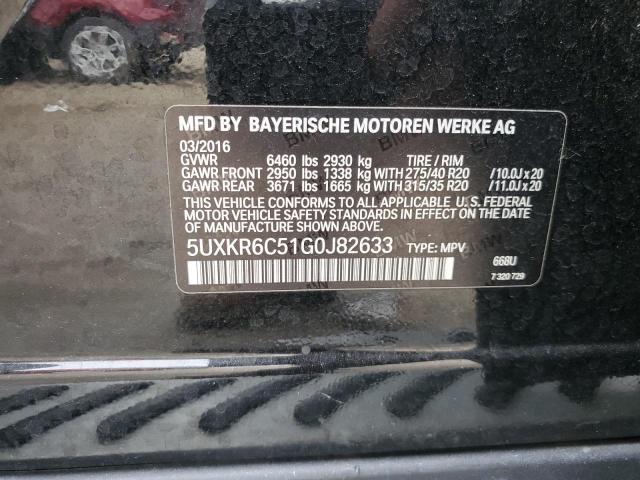 MFD BY BAYERISCHE MOTOREN WERKE AG
03/2016
GVWR 6460 lbs 2930 kg TIRE / RIM
GAWR FRONT 2950 lbs 1338 kg WITH 275/40 R20 /10.0J x 20
GAWR REAR 3671 lbs 1665 kg WITH 315/35 R20 /11.0J x 20
THIS VEHICLE CONFORMS TO ALL APPLICABLE U. S. FEDERAL
MOTOR VEHICLE SAFETY STANDARDS IN EFFECT ON THE
DATE OF MANUFACTURE SHOWN ABOVE.
5UXKR6C51G0J82633 TYPE: MPV
668U
7 320 729